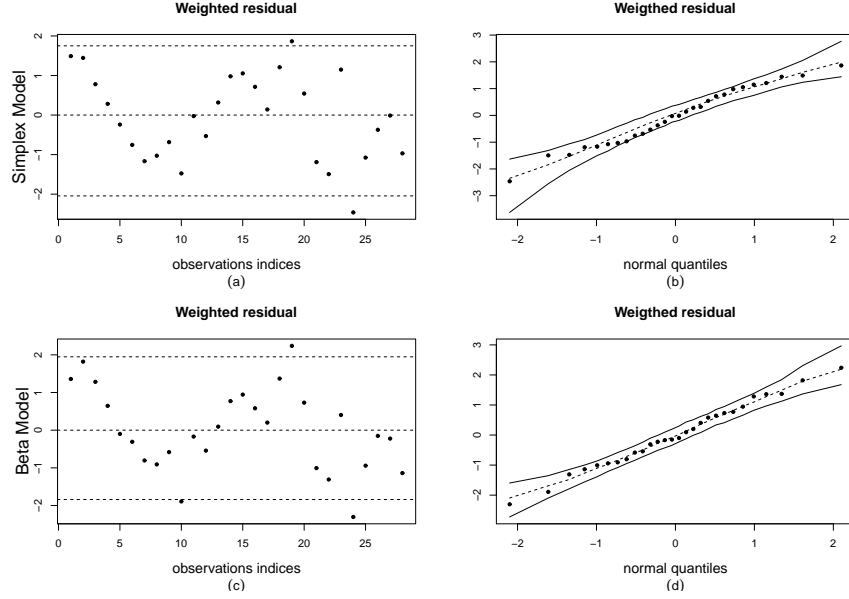 Weighted residual
Simplex Model
2
1
0
−1
−2
0 5 10 15 20 25
observations indices
(a)
Weigthed residual
3
2
1
0
−1
−2
−3
−2 −1 0 1 2
normal quantiles
(b)
Weighted residual
Beta Model
2
1
0
−1
−2
0 5 10 15 20 25
observations indices
(c)
Weigthed residual
3
2
1
0
−1
−2
−2 −1 0 1 2
normal quantiles
(d)